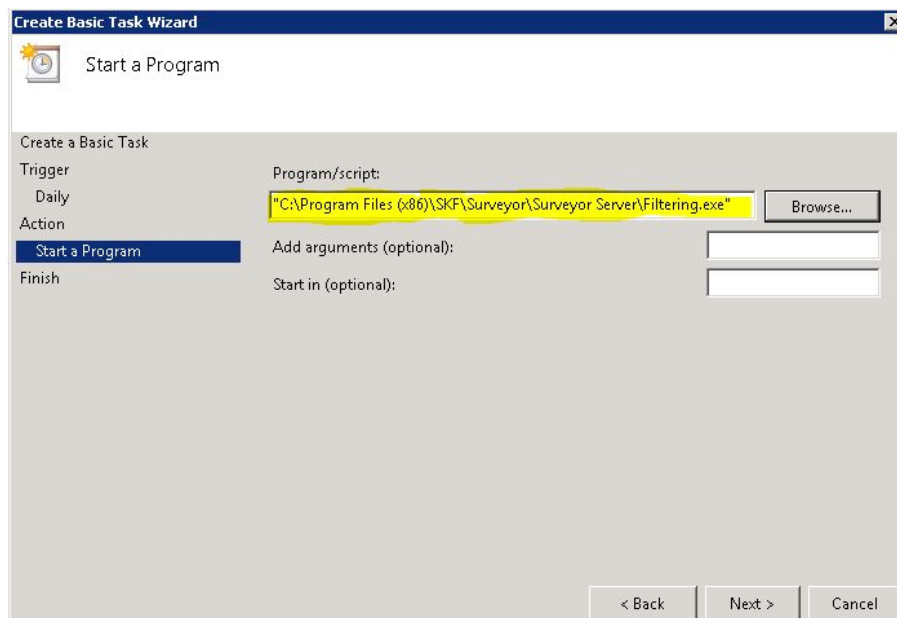 Create Basic Task Wizard
Start a Program
Create a Basic Task
Trigger
Daily
Action
Start a Program
Finish
Program/script:
"C:\Program Files (x86)\SKF\Surveyor\Surveyor Server\Filtering.exe"
Browse...
Add arguments (optional):
Start in (optional):
< Back
Next >
Cancel